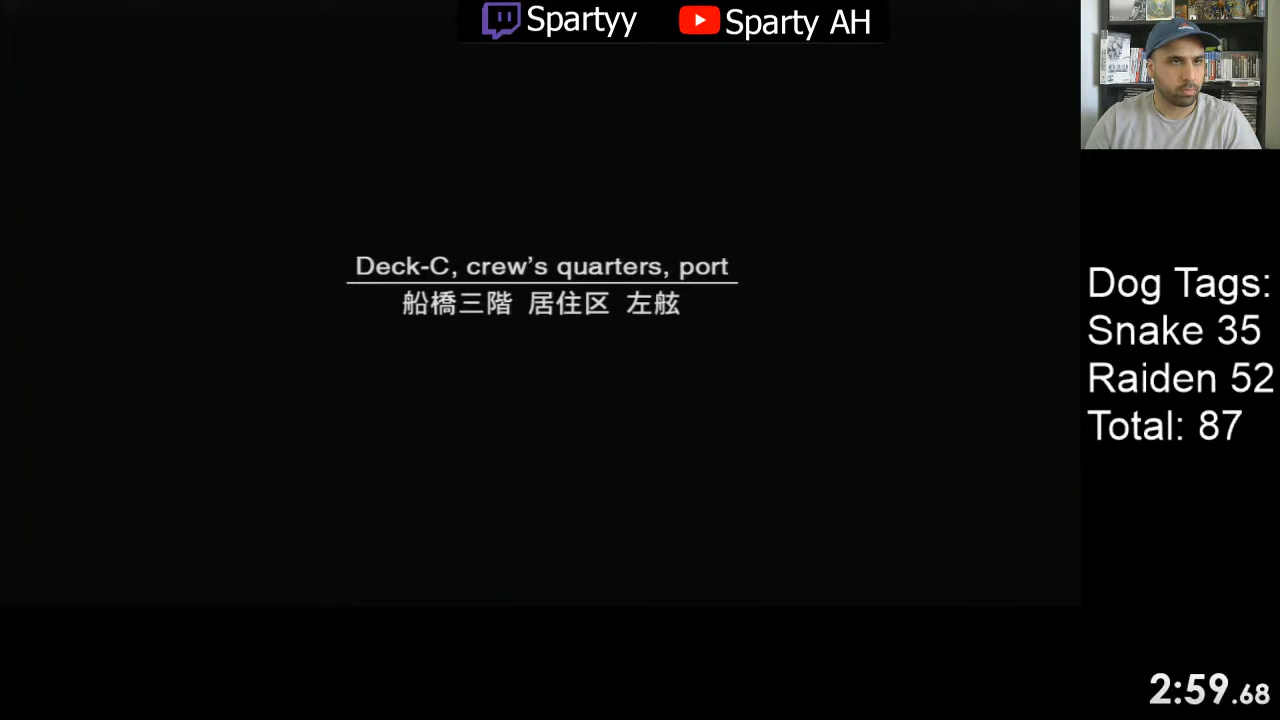 Spartyy
Sparty AH
Deck-C, crew's quarters, port
船橋三階 居住区 左舷
Dog Tags:
Snake 35
Raiden 52
Total: 87
2:59.68